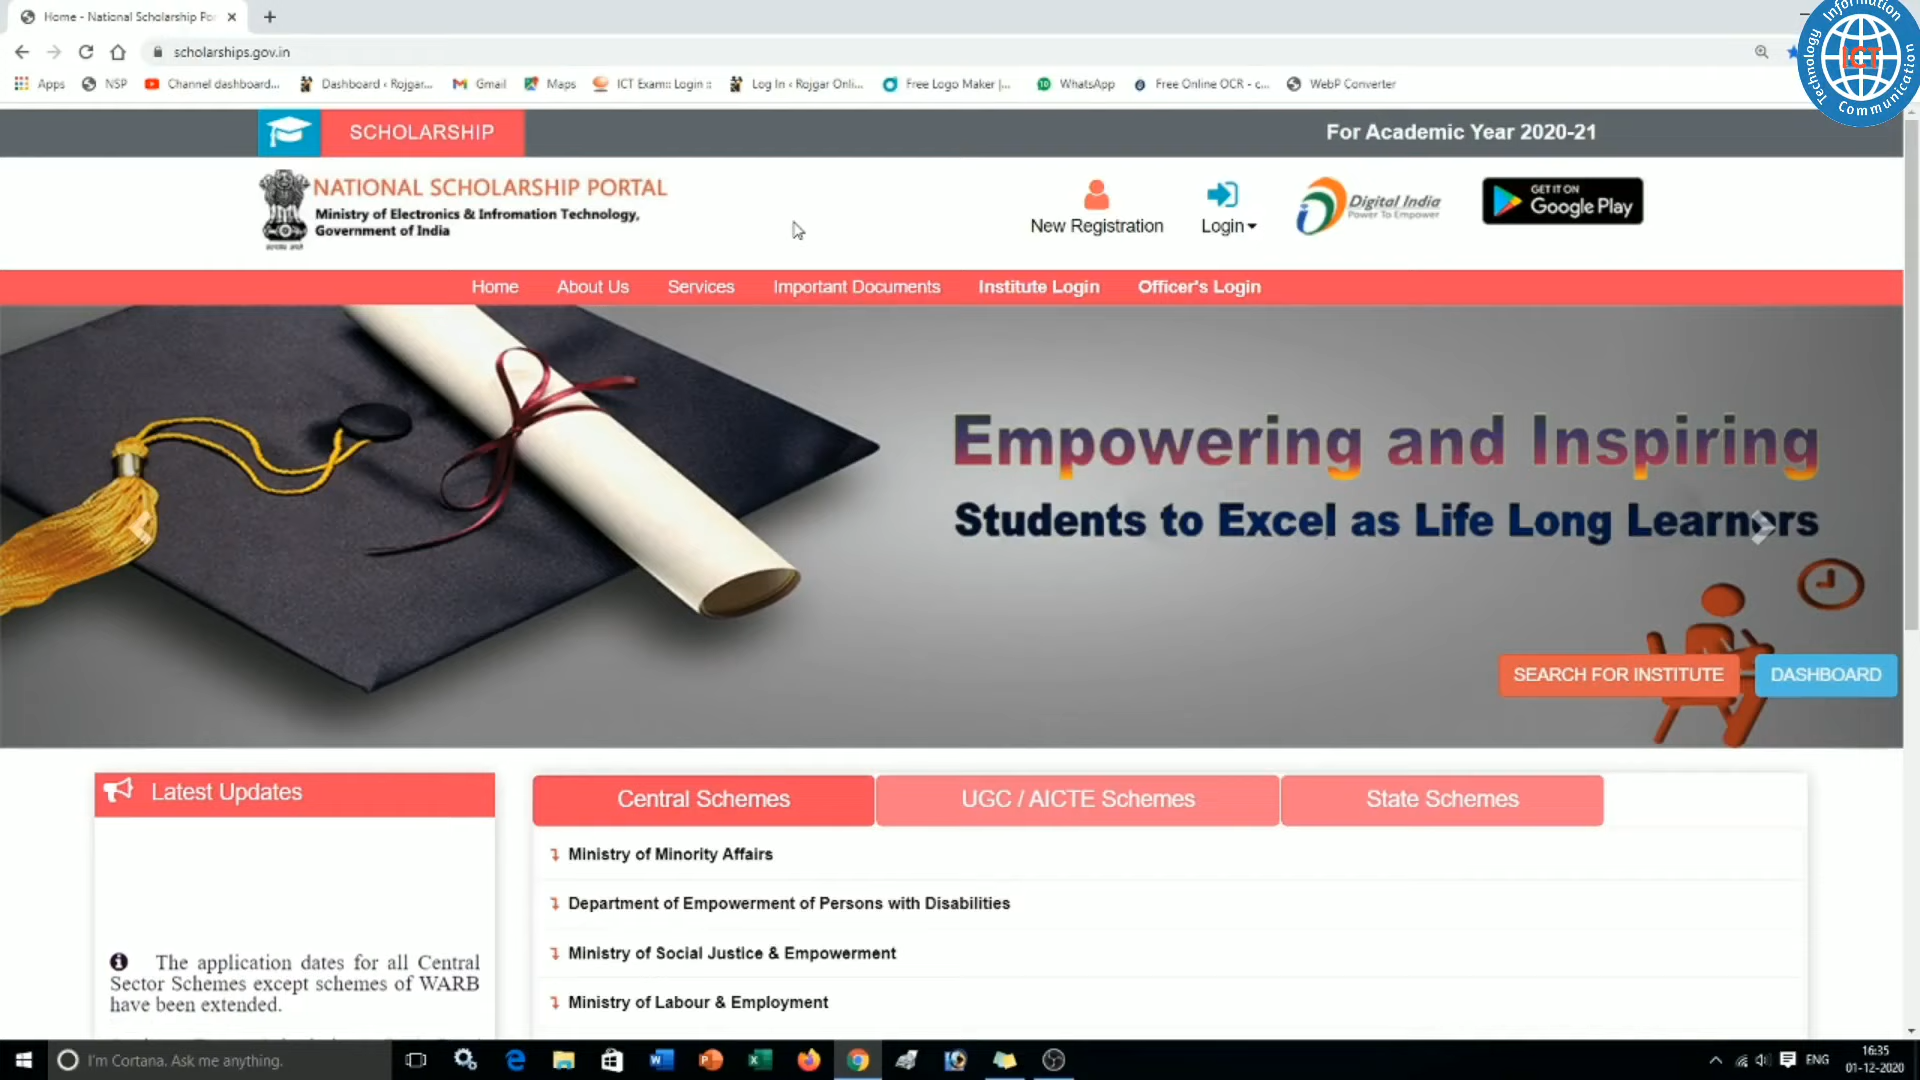 Home - National Scholarship Po
scholarships.gov.in
Apps
NSP
Channel dashboard...
Dashboard ‹ Rojgar...
Gmail
Maps
ICT Exam:: Login ::
Log In ‹ Rojgar Onli...
Free Logo Maker |...
WhatsApp
Free Online OCR - c...
WebP Converter
Information
Communication
Technology
ICT
SCHOLARSHIP
For Academic Year 2020-21
NATIONAL SCHOLARSHIP PORTAL
Ministry of Electronics & Infromation Technology,
Government of India
New Registration
Login
Digital India
Power To Empower
GET IT ON
Google Play
Home
About Us
Services
Important Documents
Institute Login
Officer's Login
Empowering and Inspiring
Students to Excel as Life Long Learners
SEARCH FOR INSTITUTE
DASHBOARD
Latest Updates
The application dates for all Central
Sector Schemes except schemes of WARB
have been extended.
Central Schemes
UGC / AICTE Schemes
State Schemes
Ministry of Minority Affairs
Department of Empowerment of Persons with Disabilities
Ministry of Social Justice & Empowerment
Ministry of Labour & Employment
I'm Cortana. Ask me anything.
ENG
16:35
01-12-2020